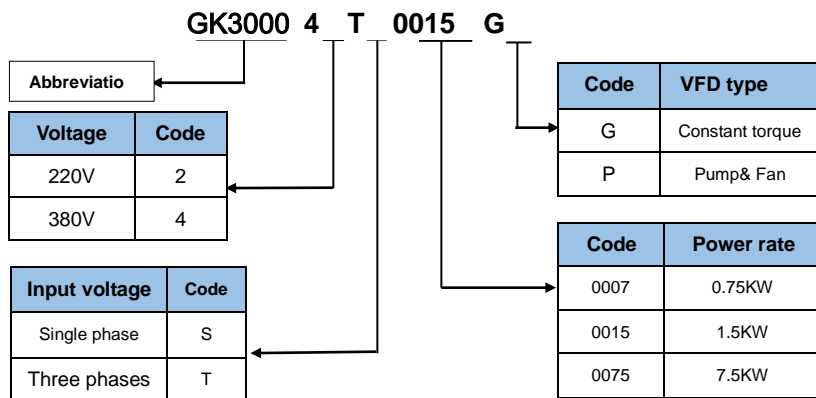 GK3000 4 T 0015 G
Abbreviatio
Voltage Code
220V 2
380V 4
Input voltage Code
Single phase S
Three phases T
Code VFD type
G Constant torque
P Pump& Fan
Code Power rate
0007 0.75KW
0015 1.5KW
0075 7.5KW